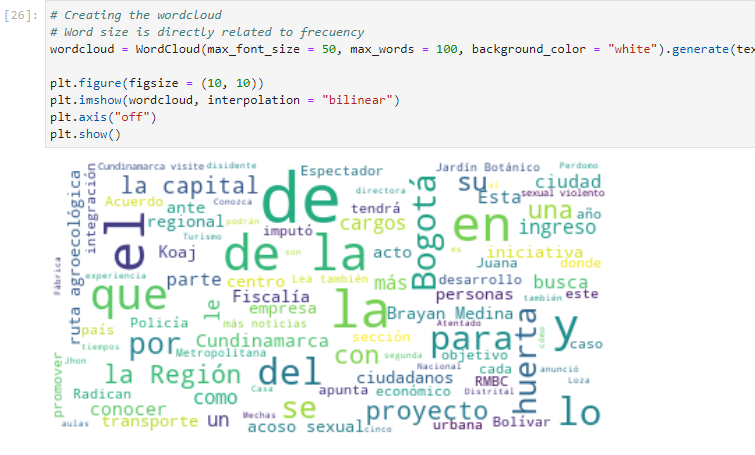 [26]:
# Creating the wordcloud
# Word size is directly related to frecuency
wordcloud = WordCloud(max_font_size = 50, max_words = 100, background_color = "white").generate(tex
plt.figure(figsize = (10, 10))
plt.imshow(wordcloud, interpolation = "bilinear")
plt.axis("off")
plt.show()
Cundinamarca visite
disidente
Espectador
Jardín Botánico
Perdomo
ruta agroecológica
integración
la capital
de
directora
Bogotá
su
al
ciudad
Acuerdo
ante
Conozca
Esta
sexual violento
el
regional
podrán
imputó
tendrá
cargos
en
una
año
Turismo
ingreso
Koaj
de la
son
acto
es
iniciativa
Juana
donde
Fábrica
experiencia
parte
centro
Lea también
más
desarrollo
busca
que
le
Fiscalía
empresa
la
personas
también
este
Brayan Medina
país
Policía
más noticias
Atentado
huerta
cómo
y
tiempos
por
Cundinamarca
sección
para
caso
Metropolitana
con
segunda
objetivo
promover
Jhon
la Región
del
ciudadanos
Nacional
cada
anunció
RMBC
Loza
Radican
como
Casa
apunta
económico
Distrital
conocer
se
proyecto
lo
aulas
transporte
un
Mechas
acoso sexual
cinco
urbana
Bolívar